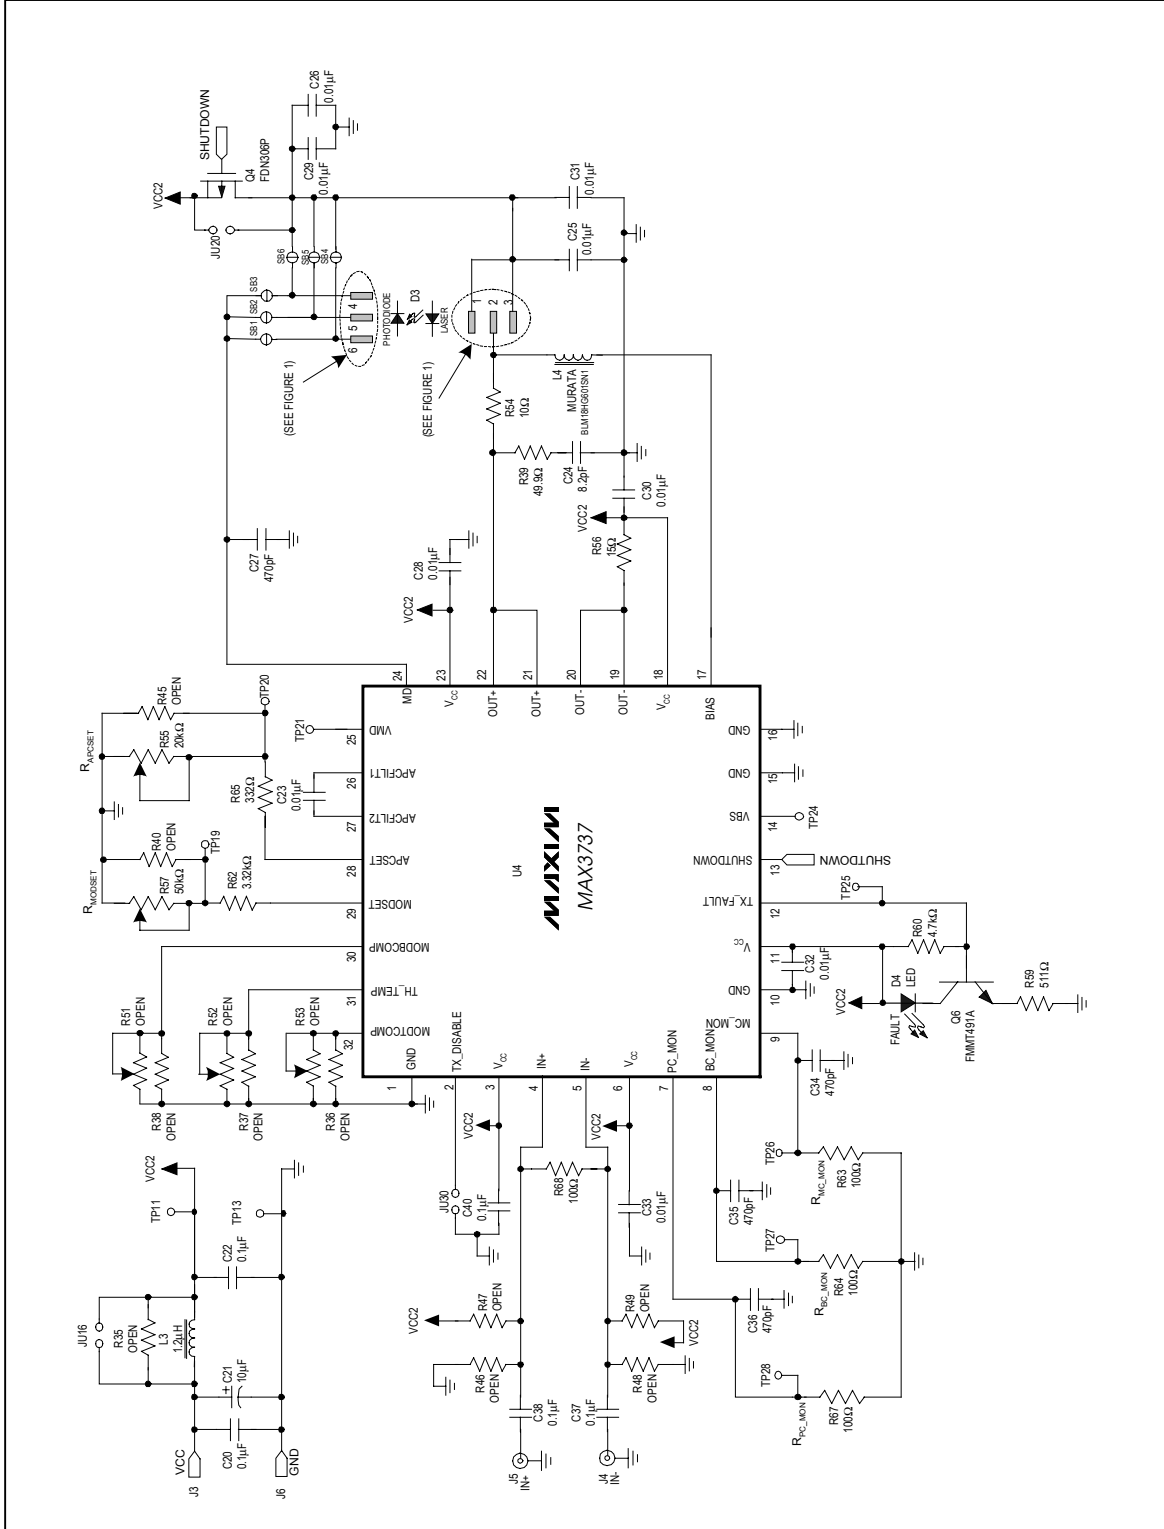 J3
VCC
J6
GND
C20
0.1µF
C21
10µF
+
JU16
R35
OPEN
L3
1.2µH
C22
0.1µF
TP11
TP13
VCC2
R51
OPEN
R38
OPEN
R52
OPEN
R37
OPEN
R53
OPEN
R36
OPEN
RMODSET
R57
50kΩ
R40
OPEN
TP19
R62
3.32kΩ
RAPCSET
R55
20kΩ
R45
OPEN
TP20
R65
332Ω
C23
0.01µF
TP21
C27
470pF
(SEE FIGURE 1)
SB1
SB2
SB3
SB6
SB5
SB4
JU20
VCC2
SHUTDOWN
Q4
FDN306P
C29
0.01µF
C26
0.01µF
6
5
4
PHOTODIODE
D3
LASER
1
2
3
(SEE FIGURE 1)
C25
0.01µF
C31
0.01µF
L4
MURATA
BLM18HG601SN1
R54
10Ω
R39
49.9Ω
C24
8.2pF
C30
0.01µF
VCC2
R56
15Ω
C28
0.01µF
VCC2
U4
MAXIM
MAX3737
32
MODTCOMP
31
TH_TEMP
30
MODBCOMP
29
MODSET
28
APCSET
27
APCFILT2
26
APCFILT1
25
VMD
24
MD
23
VCC
22
OUT+
21
OUT+
20
OUT-
19
OUT-
18
VCC
17
BIAS
1
GND
2
TX_DISABLE
3
VCC
4
IN+
5
IN-
6
VCC
7
PC_MON
8
BC_MON
9
MC_MON
10
GND
11
VCC
12
TX_FAULT
13
SHUTDOWN
14
VBS
15
GND
16
GND
JU30
C40
0.1µF
VCC2
R68
100Ω
VCC2
C33
0.01µF
VCC2
R47
OPEN
R46
OPEN
R49
OPEN
R48
OPEN
VCC2
C38
0.1µF
C37
0.1µF
J5
IN+
J4
IN-
C36
470pF
TP28
RPC_MON
R67
100Ω
C35
470pF
TP27
RBC_MON
R64
100Ω
C34
470pF
TP26
RMC_MON
R63
100Ω
C32
0.01µF
VCC2
FAULT
D4
LED
R60
4.7kΩ
Q6
FMMT491A
R59
511Ω
TP25
SHUTDOWN
TP24